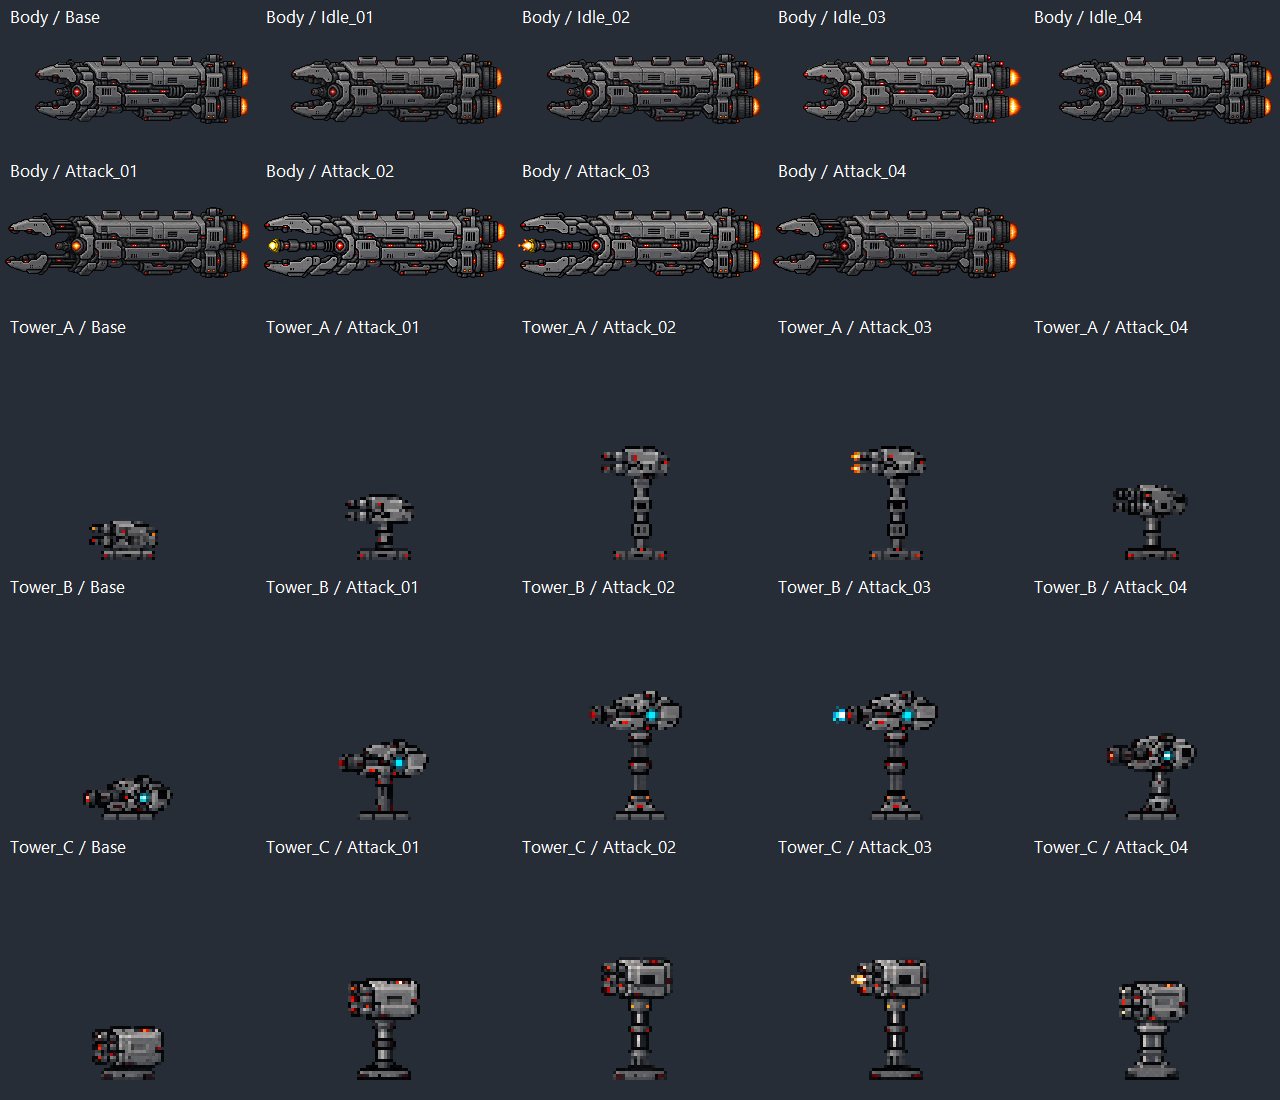 Body / Base
Body / Idle_01
Body / Idle_02
Body / Idle_03
Body / Idle_04
Body / Attack_01
Body / Attack_02
Body / Attack_03
Body / Attack_04
Tower_A / Base
Tower_A / Attack_01
Tower_A / Attack_02
Tower_A / Attack_03
Tower_A / Attack_04
Tower_B / Base
Tower_B / Attack_01
Tower_B / Attack_02
Tower_B / Attack_03
Tower_B / Attack_04
Tower_C / Base
Tower_C / Attack_01
Tower_C / Attack_02
Tower_C / Attack_03
Tower_C / Attack_04